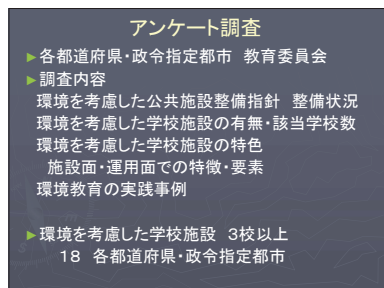 アンケート調査
►各都道府県・政令指定都市 教育委員会
►調査内容
環境を考慮した公共施設整備指針 整備状況
環境を考慮した学校施設の有無・該当学校数
環境を考慮した学校施設の特色
施設面・運用面での特徴・要素
環境教育の実践事例
►環境を考慮した学校施設 3校以上
18 各都道府県・政令指定都市